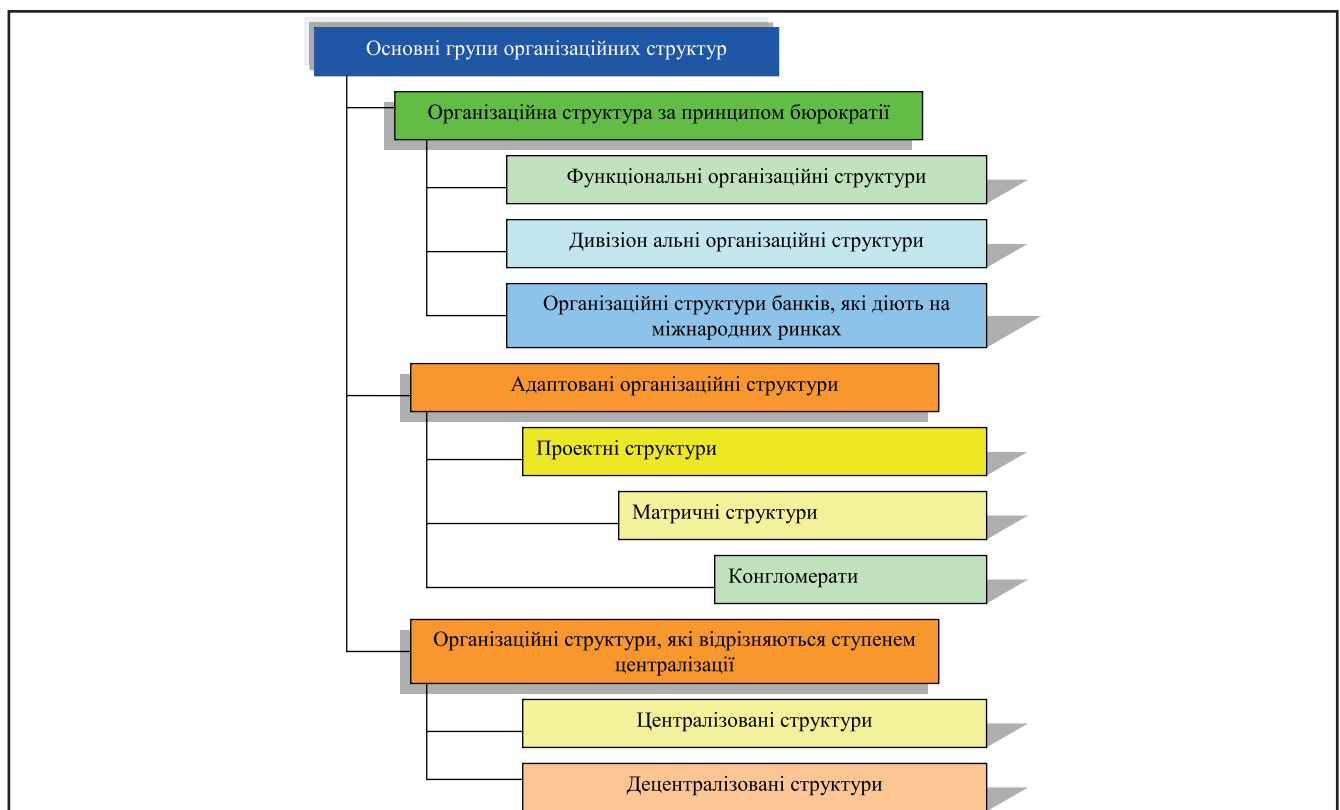 Основні групи організаційних структур
Організаційна структура за принципом бюрократії
Функціональні організаційні структури
Дивізіон альні організаційні структури
Організаційні структури банків, які діють на
міжнародних ринках
Адаптовані організаційні структури
Проектні структури
Матричні структури
Конгломерати
Організаційні структури, які відрізняються ступенем
централізації
Централізовані структури
Децентралізовані структури